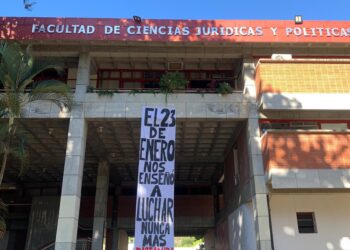 FACULTAD DE CIENCIAS JURÍDICAS Y POLÍTICAS
EL 23
DE
ENERO
NOS
ENSEÑÓ
A
LUCHAR
NUNCA
MÁS